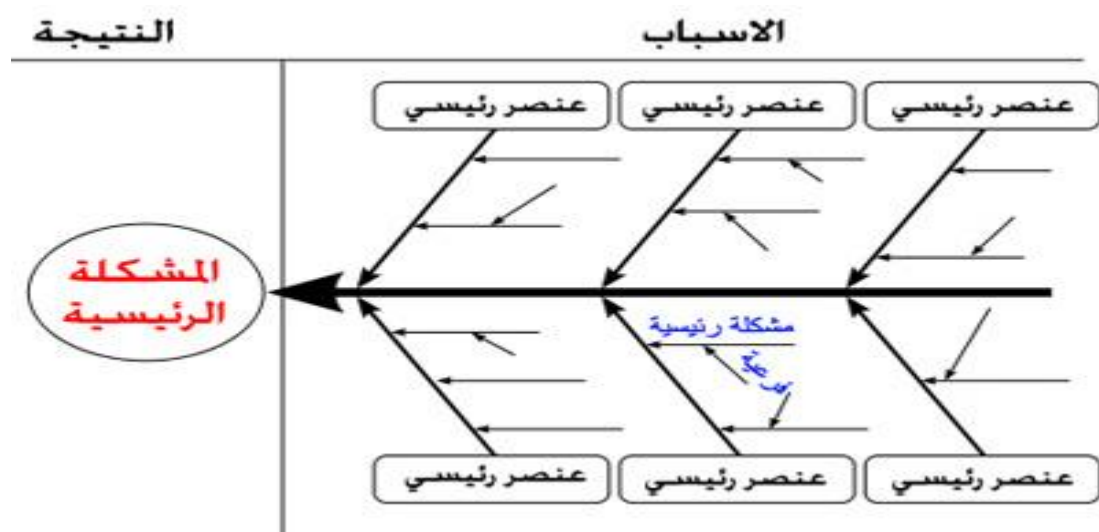 الاسباب
النتيجة
عنصر رئيسي
عنصر رئيسي
عنصر رئيسي
المشكلة
الرئيسية
مشكلة رئيسية
فرعية
عنصر رئيسي
عنصر رئيسي
عنصر رئيسي